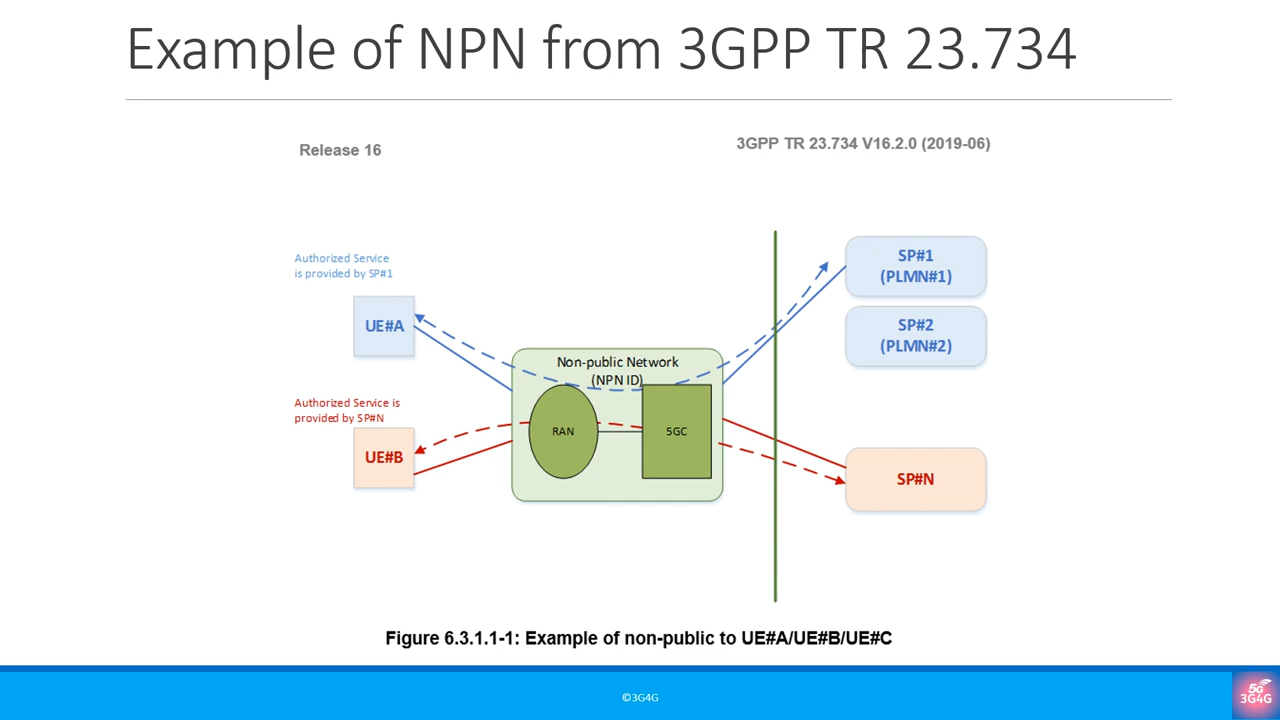 Example of NPN from 3GPP TR 23.734
Release 16
3GPP TR 23.734 V16.2.0 (2019-06)
Authorized Service
is provided by SP#1
UE#A
Authorized Service is
provided by SP#N
UE#B
Non-public Network
(NPN ID)
RAN
5GC
SP#1
(PLMN#1)
SP#2
(PLMN#2)
SP#N
Figure 6.3.1.1-1: Example of non-public to UE#A/UE#B/UE#C
©3G4G
5G
3G4G